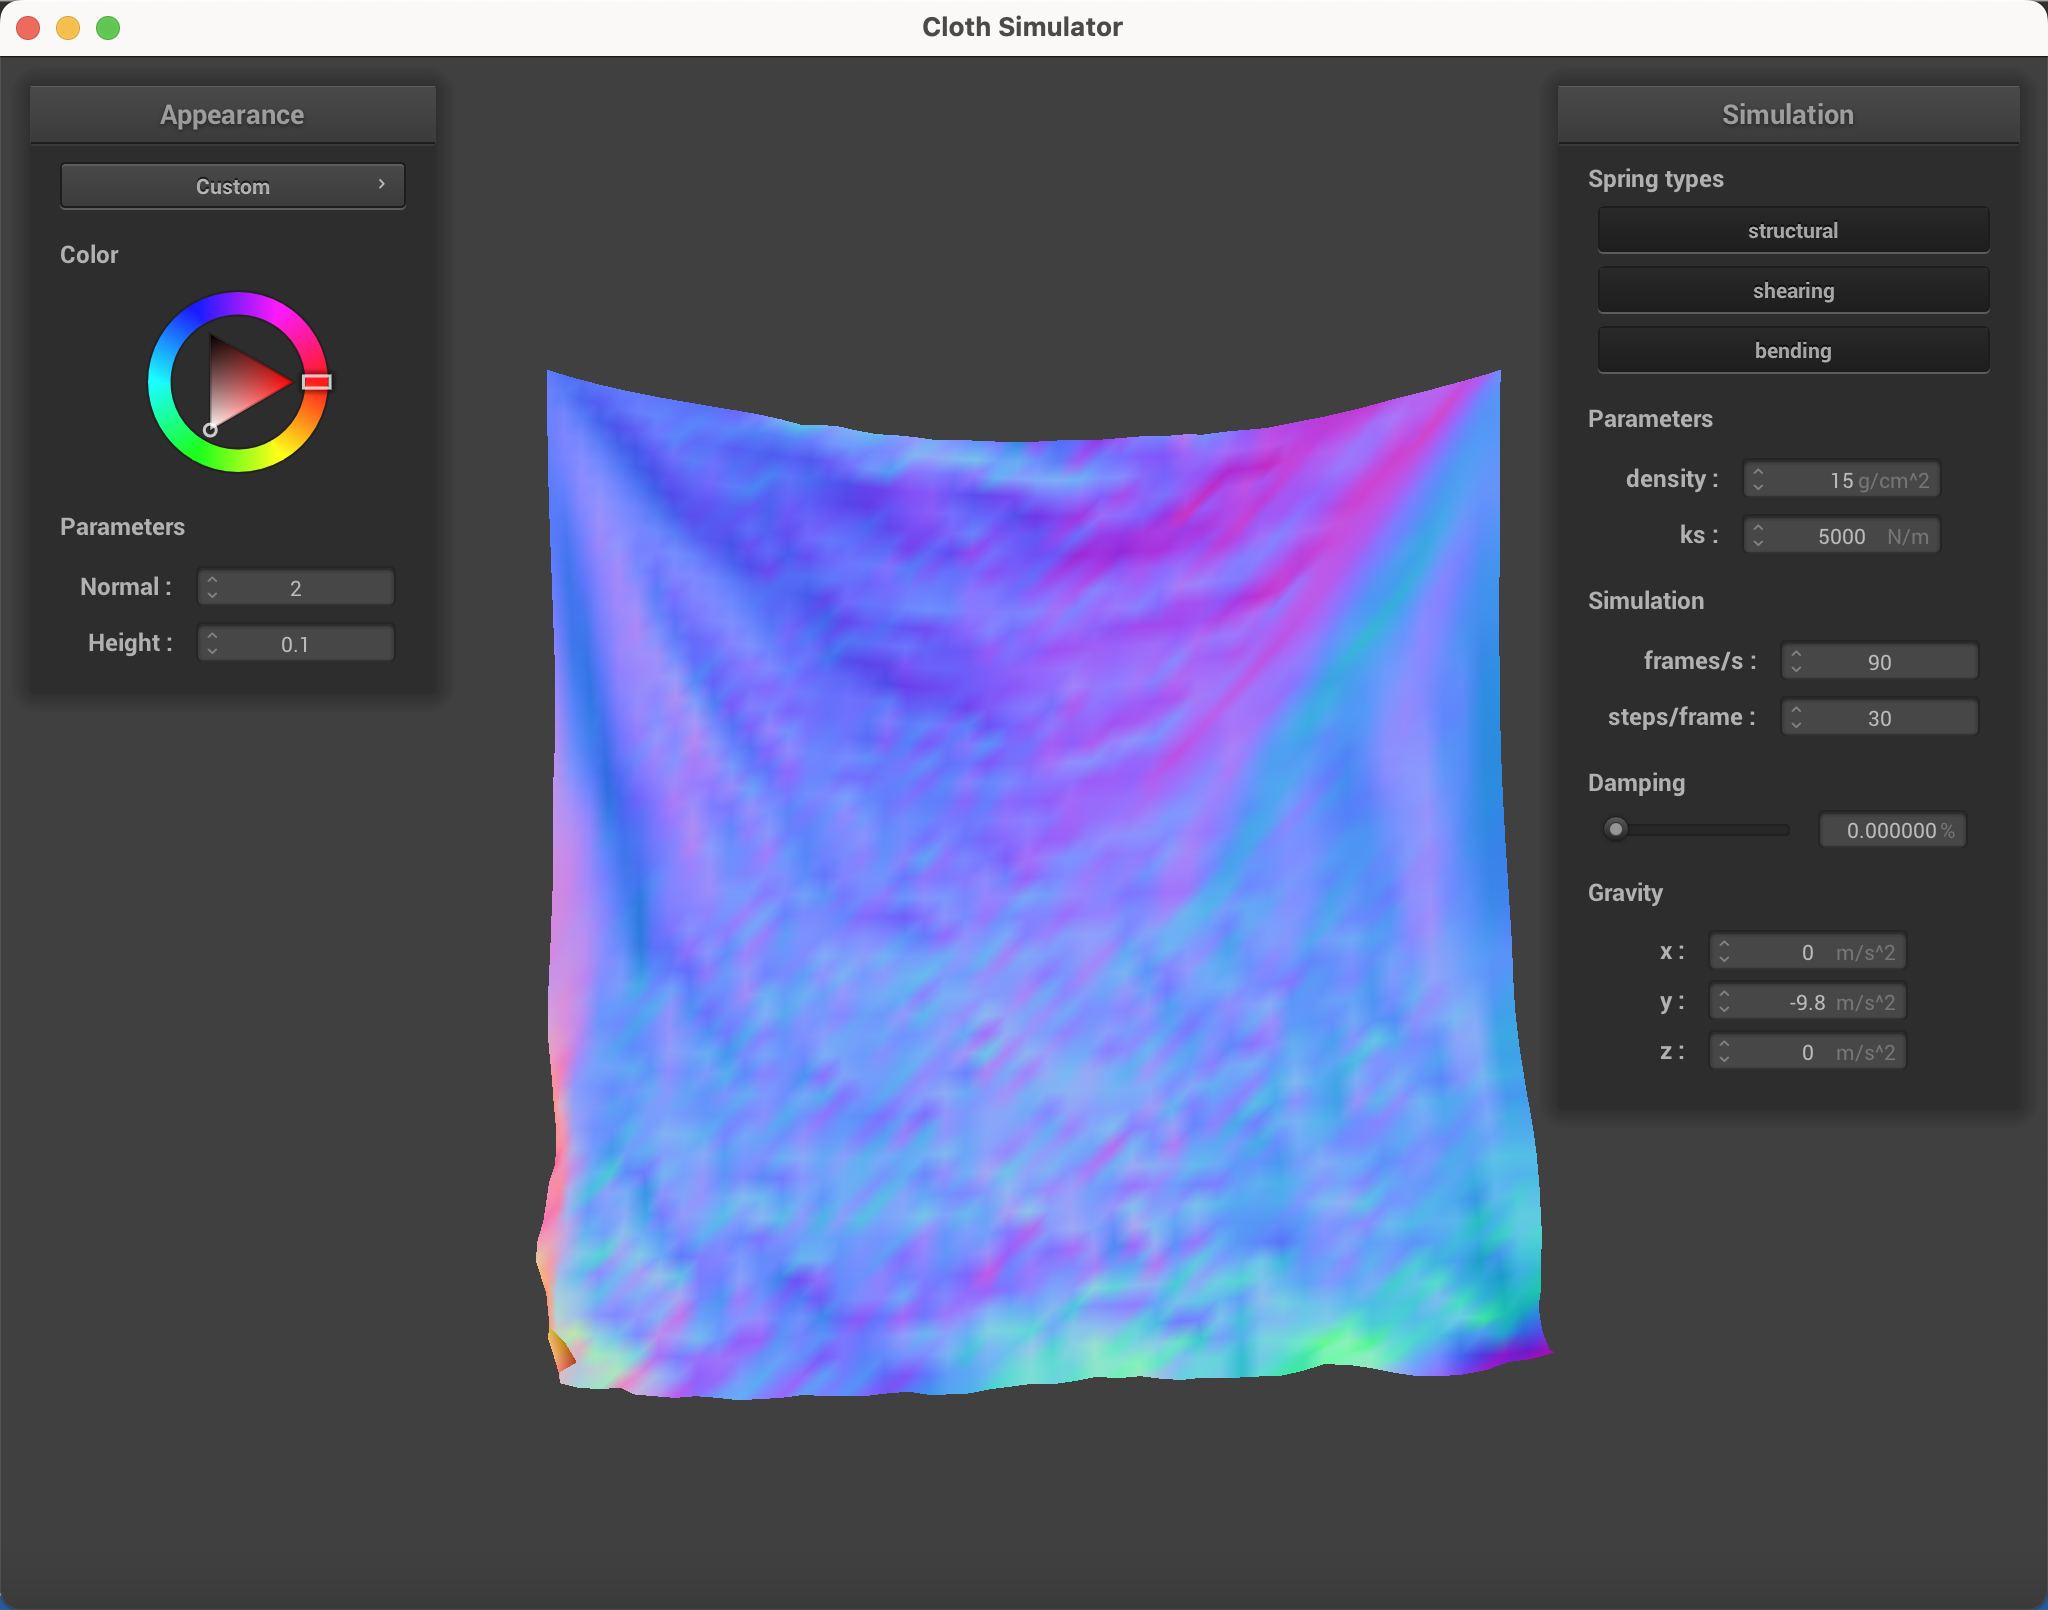 Cloth Simulator
Appearance
Custom
Color
Parameters
Normal : 2
Height : 0.1
Simulation
Spring types
structural
shearing
bending
Parameters
density : 15 g/cm^2
ks : 5000 N/m
Simulation
frames/s : 90
steps/frame : 30
Damping
0.000000 %
Gravity
x : 0 m/s^2
y : -9.8 m/s^2
z : 0 m/s^2